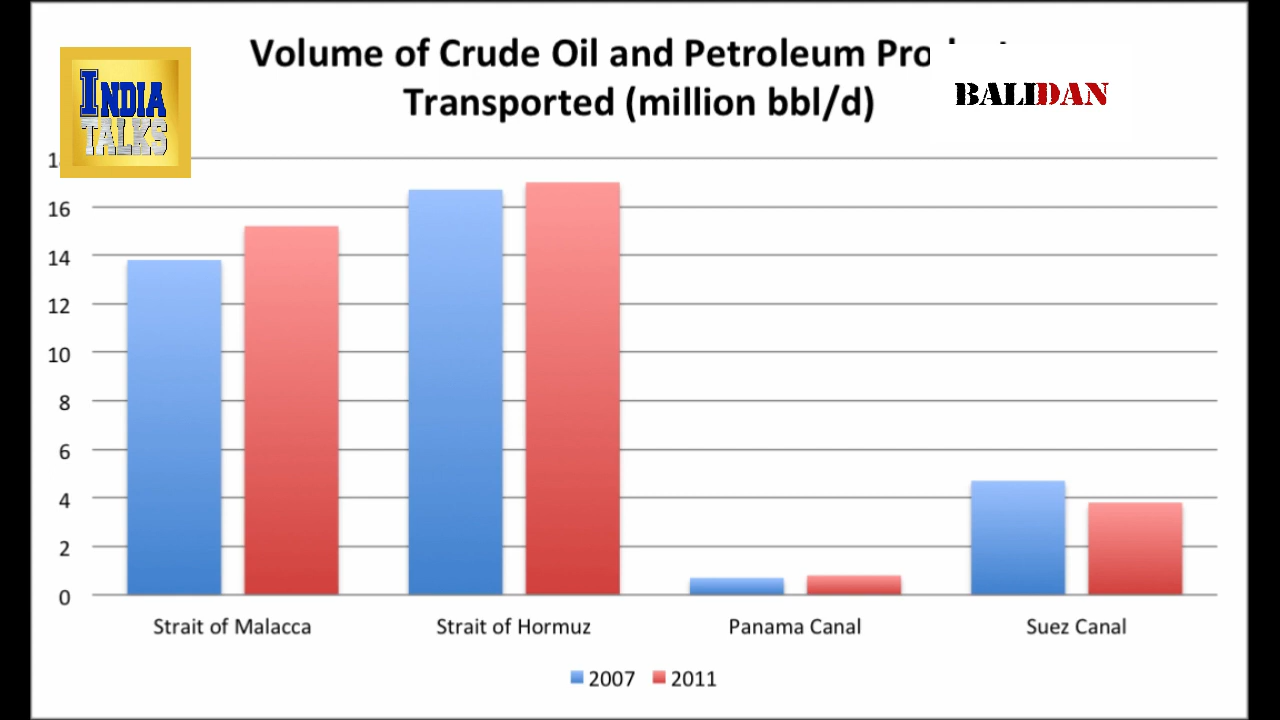 Volume of Crude Oil and Petroleum
Transported (million bbl/d)
INDIA
TALKS
BALIDAN
16
14
12
10
8
6
4
2
0
Strait of Malacca Strait of Hormuz Panama Canal Suez Canal
2007 2011